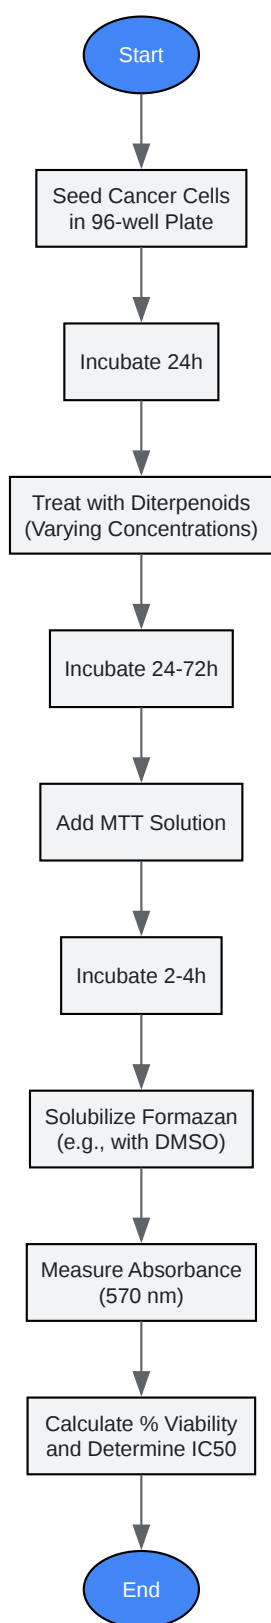 Start
Seed Cancer Cells
in 96-well Plate
Incubate 24h
Treat with Diterpenoids
(Varying Concentrations)
Incubate 24-72h
Add MTT Solution
Incubate 2-4h
Solubilize Formazan
(e.g., with DMSO)
Measure Absorbance
(570 nm)
Calculate % Viability
and Determine IC50
End